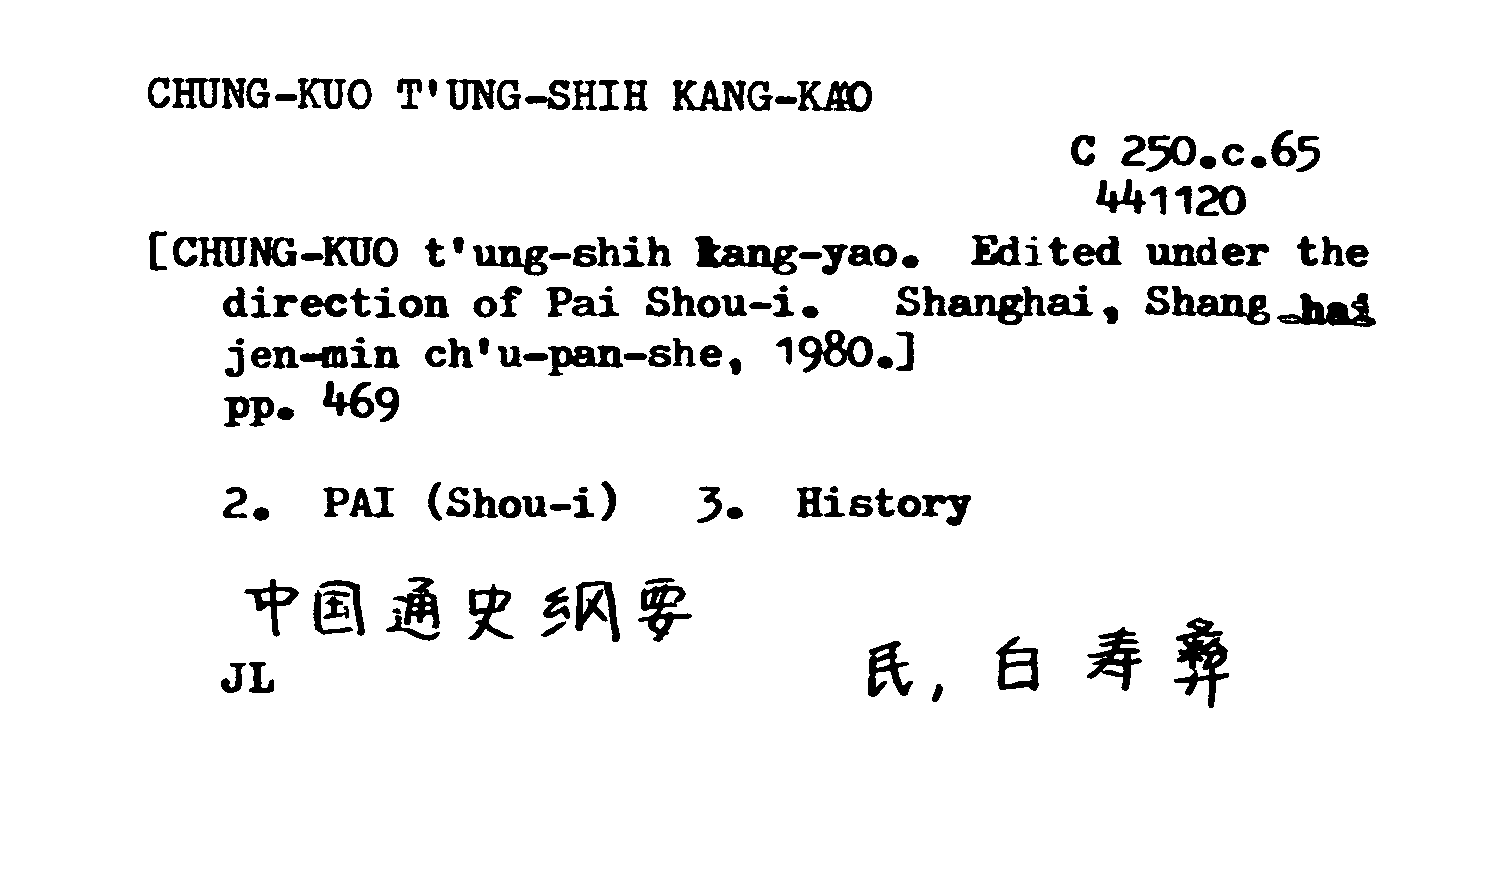 CHUNG-KUO T'UNG-SHIH KANG-KAO
C 250.c.65
441120
[CHUNG-KUO t'ung-shih kang-yao. Edited under the
direction of Pai Shou-i. Shanghai, Shang-hai
jen-min ch'u-pan-she, 1980.]
pp. 469
2. PAI (Shou-i) 3. History
中国通史纲要
JL
民, 白寿彝